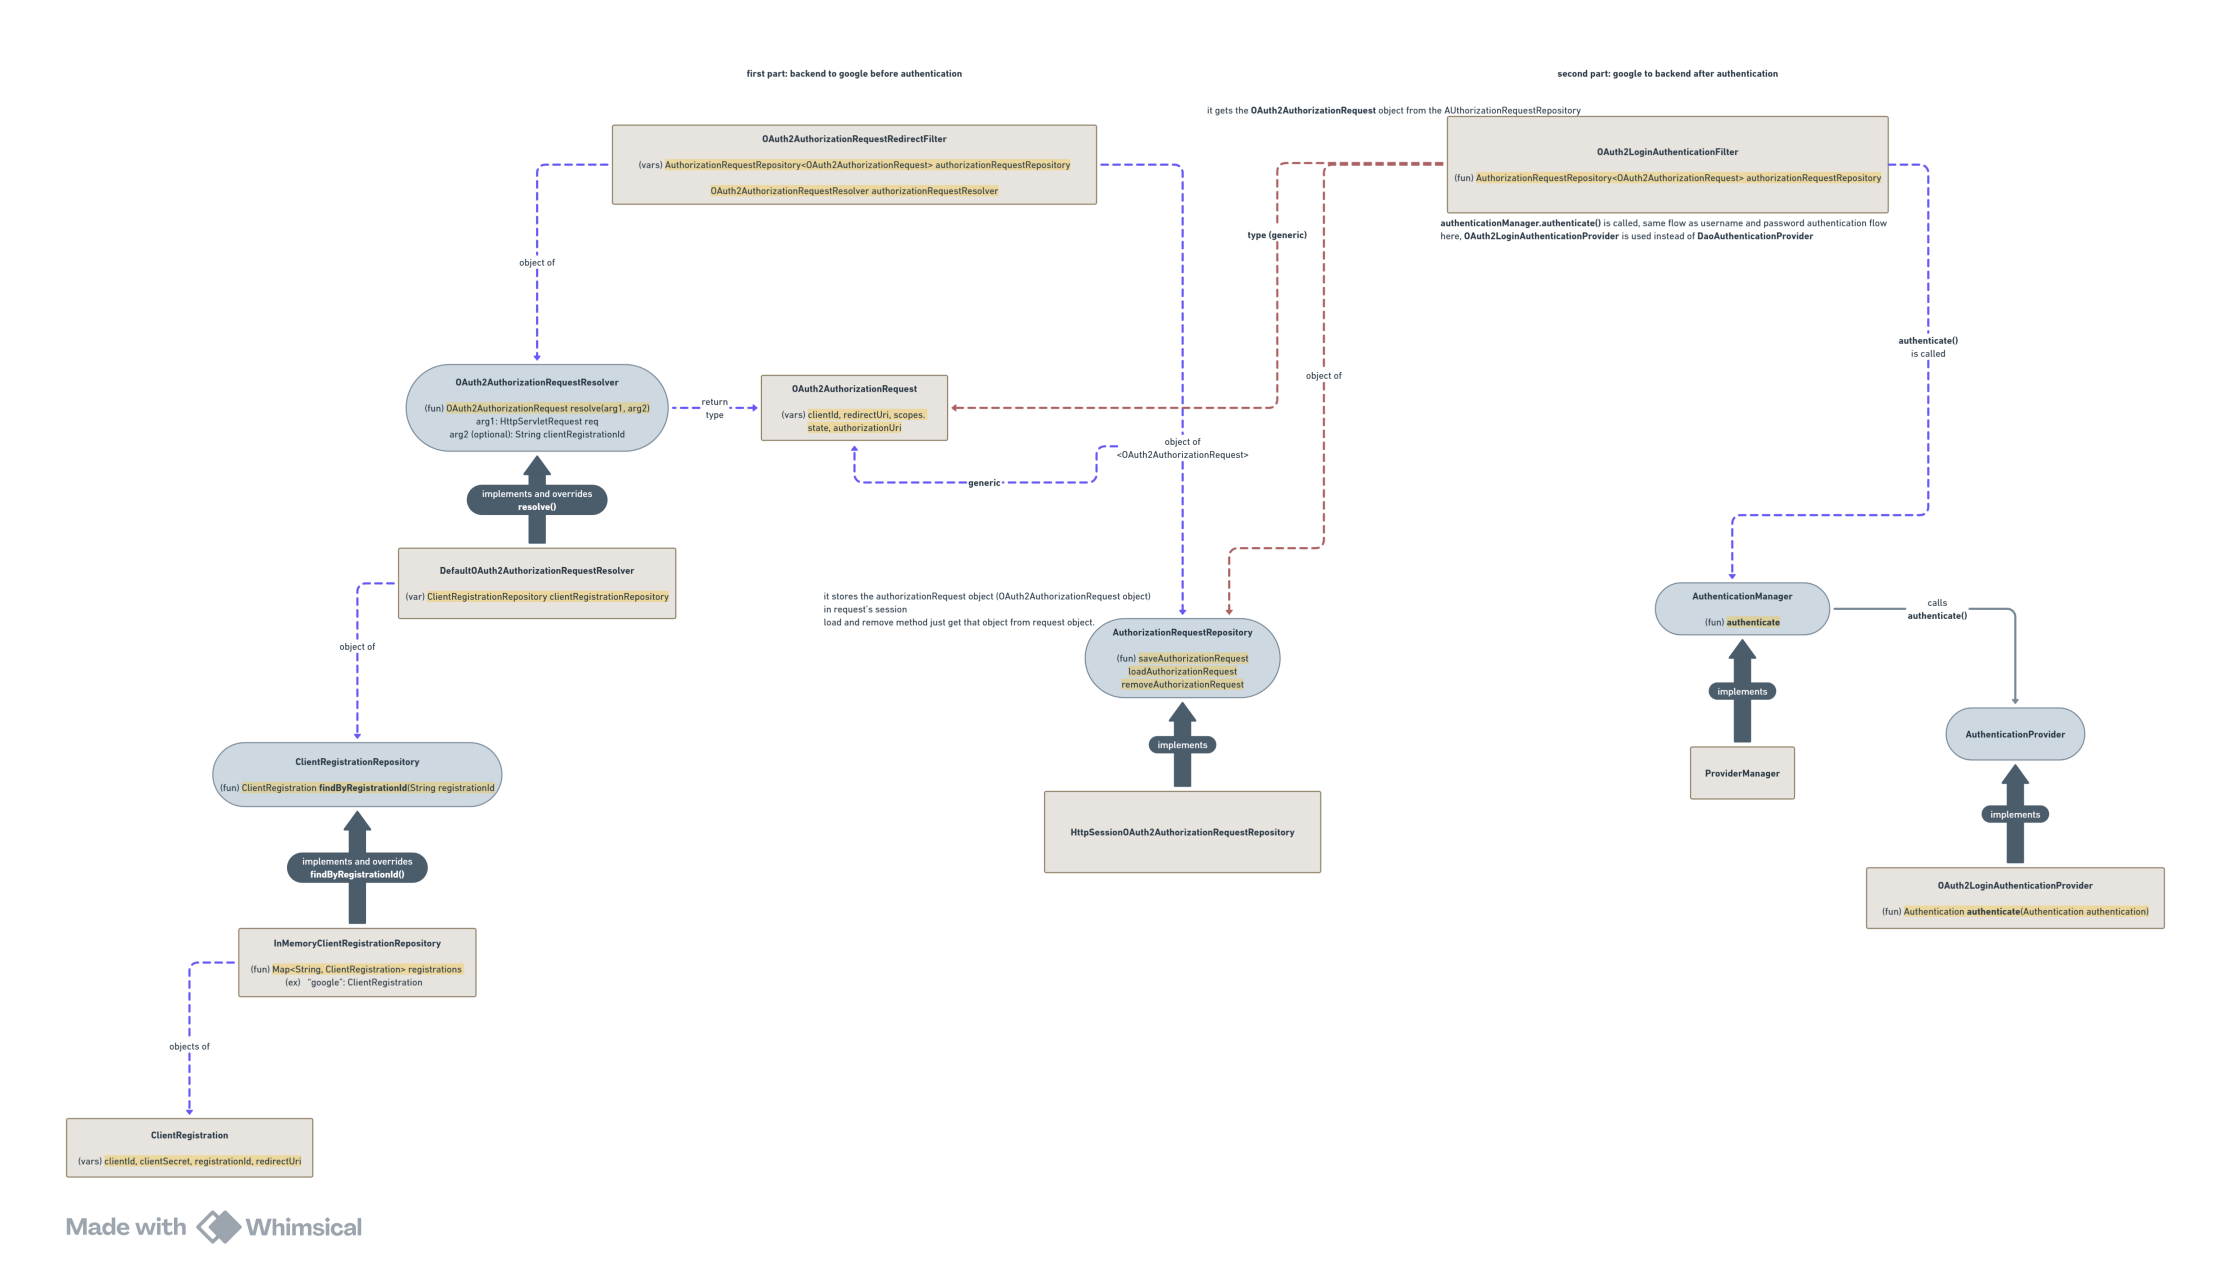 first part: backend to google before authentication
second part: google to backend after authentication
it gets the OAuth2AuthorizationRequest object from the AUthorizationRequestRepository
OAuth2AuthorizationRequestRedirectFilter
(vars) AuthorizationRequestRepository<OAuth2AuthorizationRequest> authorizationRequestRepository
OAuth2AuthorizationRequestResolver authorizationRequestResolver
OAuth2LoginAuthenticationFilter
(fun) AuthorizationRequestRepository<OAuth2AuthorizationRequest> authorizationRequestRepository
authenticationManager.authenticate() is called, same flow as username and password authentication flow
here, OAuth2LoginAuthenticationProvider is used instead of DaoAuthenticationProvider
type (generic)
object of
authenticate()
is called
object of
OAuth2AuthorizationRequestResolver
(fun) OAuth2AuthorizationRequest resolve(arg1, arg2)
arg1: HttpServletRequest req
arg2 (optional): String clientRegistrationId
return
type
OAuth2AuthorizationRequest
(vars) clientId, redirectUri, scopes.
state, authorizationUri
object of
<OAuth2AuthorizationRequest>
generic
implements and overrides
resolve()
DefaultOAuth2AuthorizationRequestResolver
(var) ClientRegistrationRepository clientRegistrationRepository
it stores the authorizationRequest object (OAuth2AuthorizationRequest object)
in request's session
load and remove method just get that object from request object.
AuthorizationRequestRepository
(fun) saveAuthorizationRequest
loadAuthorizationRequest
removeAuthorizationRequest
AuthenticationManager
(fun) authenticate
calls
authenticate()
object of
implements
implements
AuthenticationProvider
ClientRegistrationRepository
(fun) ClientRegistration findByRegistrationId(String registrationId
HttpSessionOAuth2AuthorizationRequestRepository
ProviderManager
implements
implements and overrides
findByRegistrationId()
OAuth2LoginAuthenticationProvider
(fun) Authentication authenticate(Authentication authentication)
InMemoryClientRegistrationRepository
(fun) Map<String, ClientRegistration> registrations
(ex) "google": ClientRegistration
objects of
ClientRegistration
(vars) clientId, clientSecret, registrationId, redirectUri
Made with Whimsical